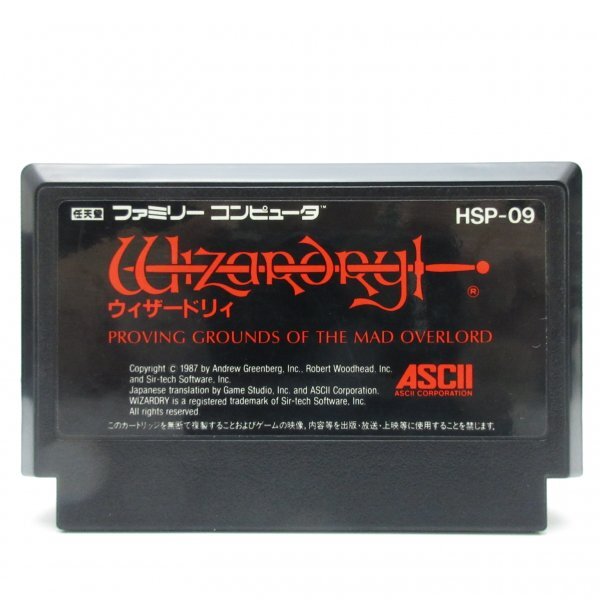 任天堂 ファミリー コンピュータ™ HSP-09
Wizardry®
ウィザードリィ
PROVING GROUNDS OF THE MAD OVERLORD
Copyright © 1987 by Andrew Greenberg, Inc., Robert Woodhead, Inc.
and Sir-tech Software, Inc.
Japanese translation by Game Studio, Inc. and ASCII Corporation.
WIZARDRY is a registered trademark of Sir-tech Software, Inc.
All rights reserved.
ASCII
ASCII CORPORATION
このカートリッジを無断で複製することおよびゲームの映像、内容等を出版・放送・上映等に使用することを禁じます。